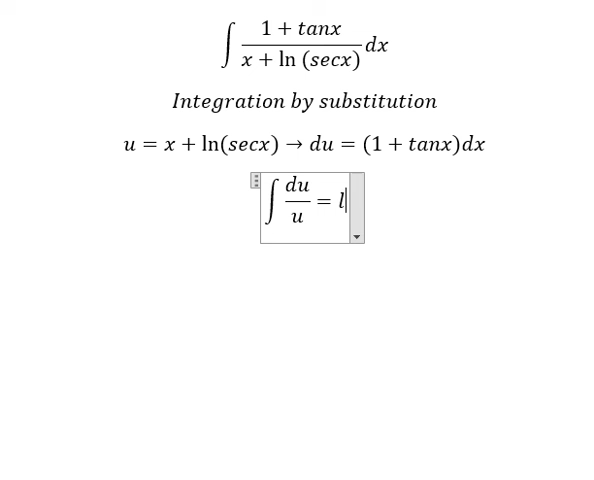 ∫ (1 + tanx)/(x + ln (secx)) dx
Integration by substitution
u = x + ln(secx) → du = (1 + tanx)dx
∫ du/u = l